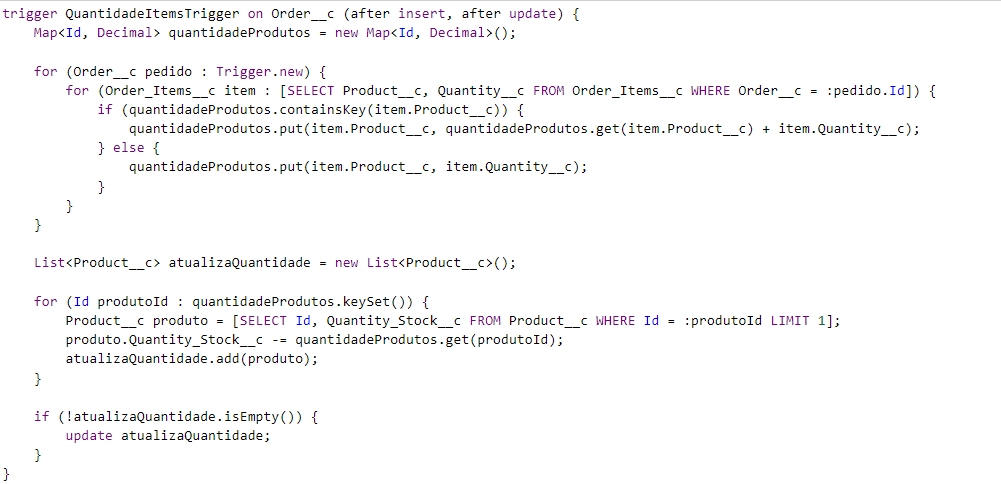 trigger QuantidadeItemsTrigger on Order__c (after insert, after update) {
    Map<Id, Decimal> quantidadeProdutos = new Map<Id, Decimal>();

    for (Order__c pedido : Trigger.new) {
        for (Order_Items__c item : [SELECT Product__c, Quantity__c FROM Order_Items__c WHERE Order__c = :pedido.Id]) {
            if (quantidadeProdutos.containsKey(item.Product__c)) {
                quantidadeProdutos.put(item.Product__c, quantidadeProdutos.get(item.Product__c) + item.Quantity__c);
            } else {
                quantidadeProdutos.put(item.Product__c, item.Quantity__c);
            }
        }
    }

    List<Product__c> atualizaQuantidade = new List<Product__c>();

    for (Id produtoId : quantidadeProdutos.keySet()) {
        Product__c produto = [SELECT Id, Quantity_Stock__c FROM Product__c WHERE Id = :produtoId LIMIT 1];
        produto.Quantity_Stock__c -= quantidadeProdutos.get(produtoId);
        atualizaQuantidade.add(produto);
    }

    if (!atualizaQuantidade.isEmpty()) {
        update atualizaQuantidade;
    }
}